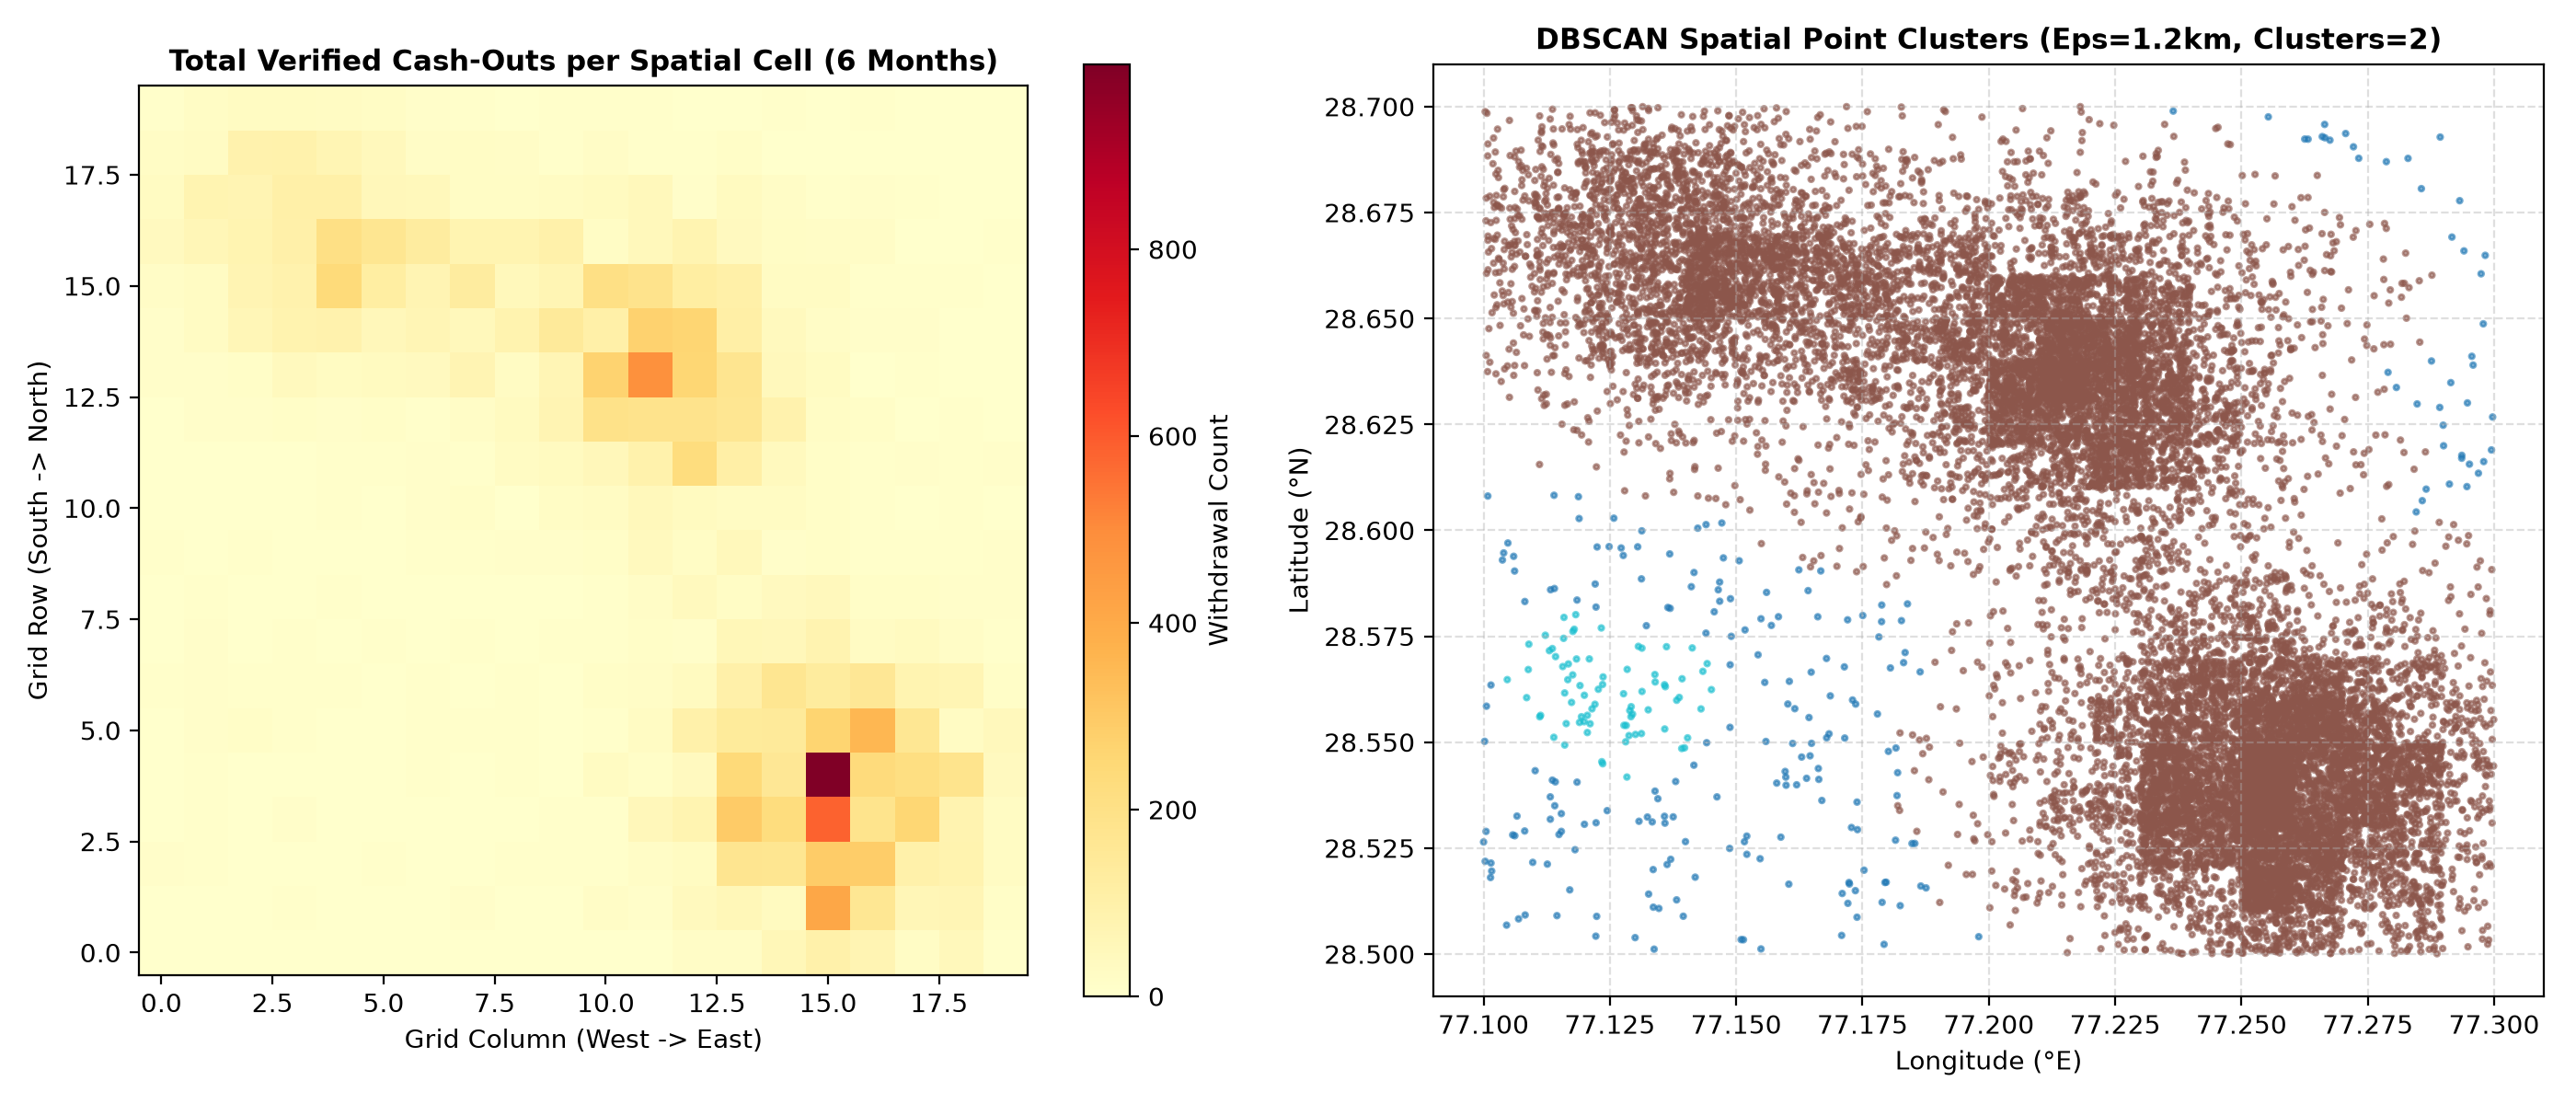 Total Verified Cash-Outs per Spatial Cell (6 Months)
17.5
15.0
12.5
10.0
7.5
5.0
2.5
0.0
Grid Row (South -> North)
0.0 2.5 5.0 7.5 10.0 12.5 15.0 17.5
Grid Column (West -> East)
800
600
400
200
0
Withdrawal Count
DBSCAN Spatial Point Clusters (Eps=1.2km, Clusters=2)
28.700
28.675
28.650
28.625
28.600
28.575
28.550
28.525
28.500
Latitude (°N)
77.100 77.125 77.150 77.175 77.200 77.225 77.250 77.275 77.300
Longitude (°E)